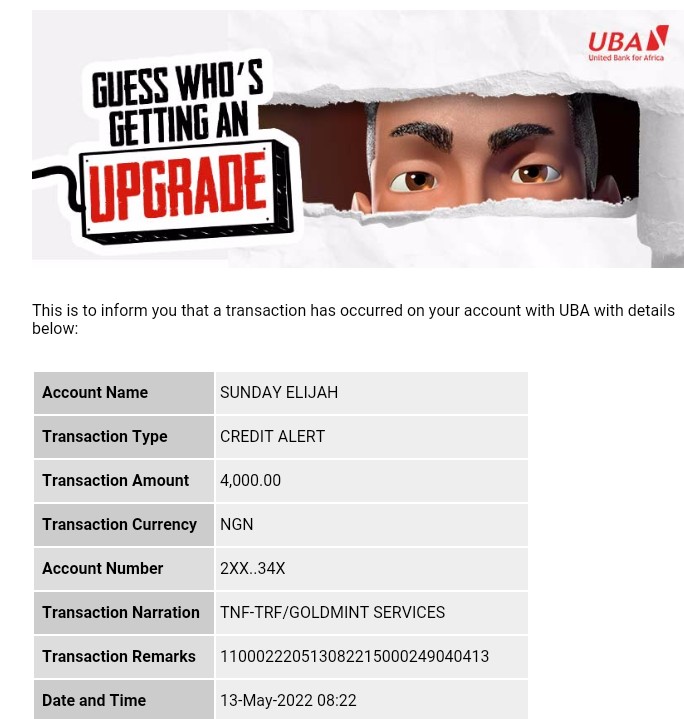 GUESS WHO'S
GETTING AN
UPGRADE
UBA
United Bank for Africa
This is to inform you that a transaction has occurred on your account with UBA with details
below:
Account Name SUNDAY ELIJAH
Transaction Type CREDIT ALERT
Transaction Amount 4,000.00
Transaction Currency NGN
Account Number 2XX..34X
Transaction Narration TNF-TRF/GOLDMINT SERVICES
Transaction Remarks 110002220513082215000249040413
Date and Time 13-May-2022 08:22